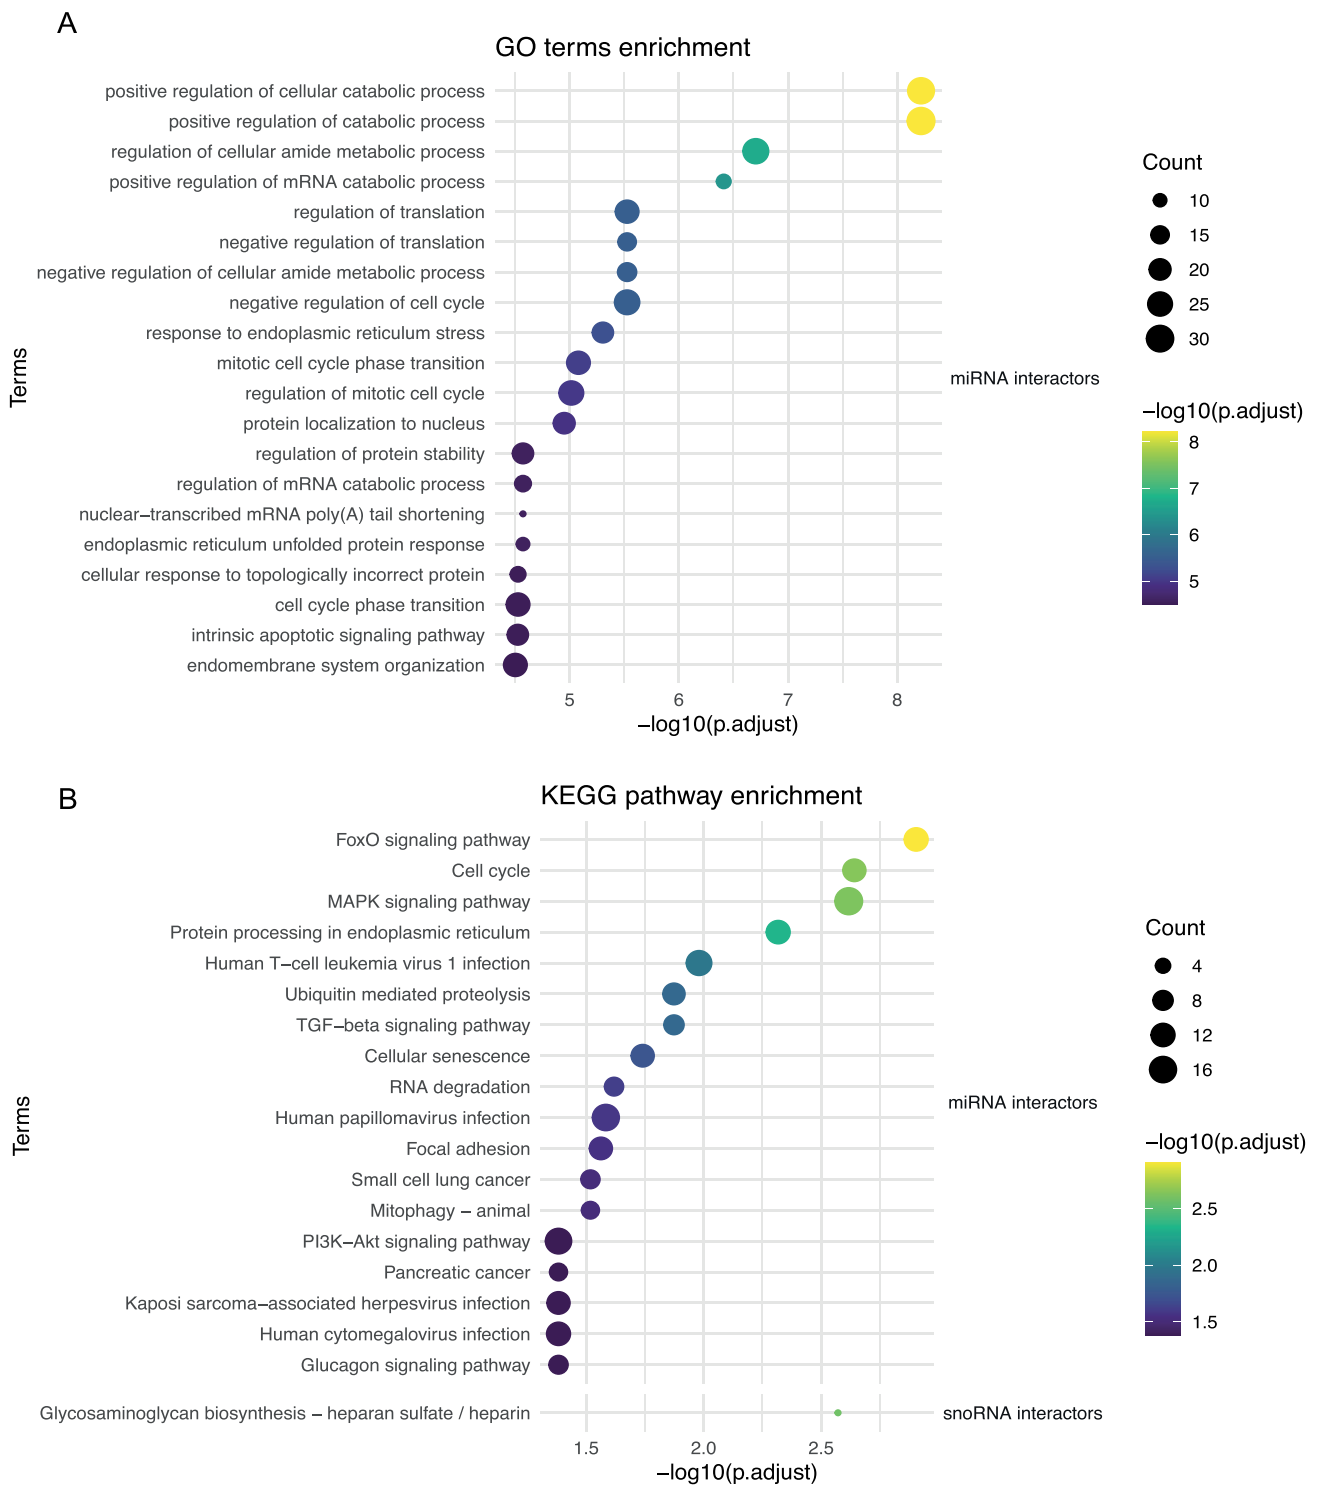 A
GO terms enrichment
Terms
positive regulation of cellular catabolic process
positive regulation of catabolic process
regulation of cellular amide metabolic process
positive regulation of mRNA catabolic process
regulation of translation
negative regulation of translation
negative regulation of cellular amide metabolic process
negative regulation of cell cycle
response to endoplasmic reticulum stress
mitotic cell cycle phase transition
regulation of mitotic cell cycle
protein localization to nucleus
regulation of protein stability
regulation of mRNA catabolic process
nuclear−transcribed mRNA poly(A) tail shortening
endoplasmic reticulum unfolded protein response
cellular response to topologically incorrect protein
cell cycle phase transition
intrinsic apoptotic signaling pathway
endomembrane system organization
5 6 7 8
−log10(p.adjust)
miRNA interactors
Count
10
15
20
25
30
−log10(p.adjust)
8
7
6
5
B
KEGG pathway enrichment
Terms
FoxO signaling pathway
Cell cycle
MAPK signaling pathway
Protein processing in endoplasmic reticulum
Human T−cell leukemia virus 1 infection
Ubiquitin mediated proteolysis
TGF−beta signaling pathway
Cellular senescence
RNA degradation
Human papillomavirus infection
Focal adhesion
Small cell lung cancer
Mitophagy − animal
PI3K−Akt signaling pathway
Pancreatic cancer
Kaposi sarcoma−associated herpesvirus infection
Human cytomegalovirus infection
Glucagon signaling pathway
Glycosaminoglycan biosynthesis − heparan sulfate / heparin
1.5 2.0 2.5
−log10(p.adjust)
miRNA interactors
snoRNA interactors
Count
4
8
12
16
−log10(p.adjust)
2.5
2.0
1.5